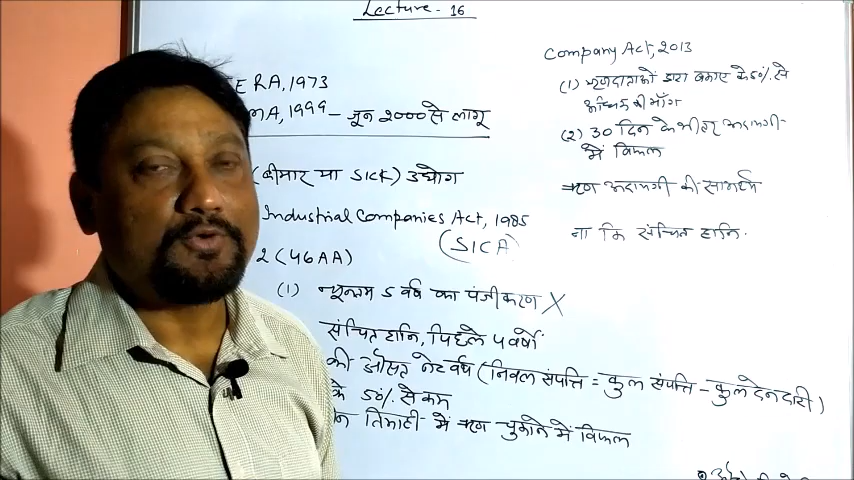 Lecture - 16
ERA, 1973
MA, 1999 - जून 2000 से लागू
(बीमार या SICK) उद्योग
Industrial Companies Act, 1985
(SICA)
2 (46AA)
(1) न्यूनतम 5 वर्ष का पंजीकरण X
संचित हानि, पिछले 4 वर्षों
की औसत नेटवर्थ (निवल संपत्ति = कुल संपत्ति - कुल देनदारी)
के 50% से कम
तिमाही में ऋण चुकाने में विफल
Company Act, 2013
(1) ऋणदाताओं द्वारा बकाए के 50% से
अधिक की माँग
(2) 30 दिन के भीतर अदायगी
में विफल
ऋण अदायगी की सामर्थ्य
ना कि संचित हानि.